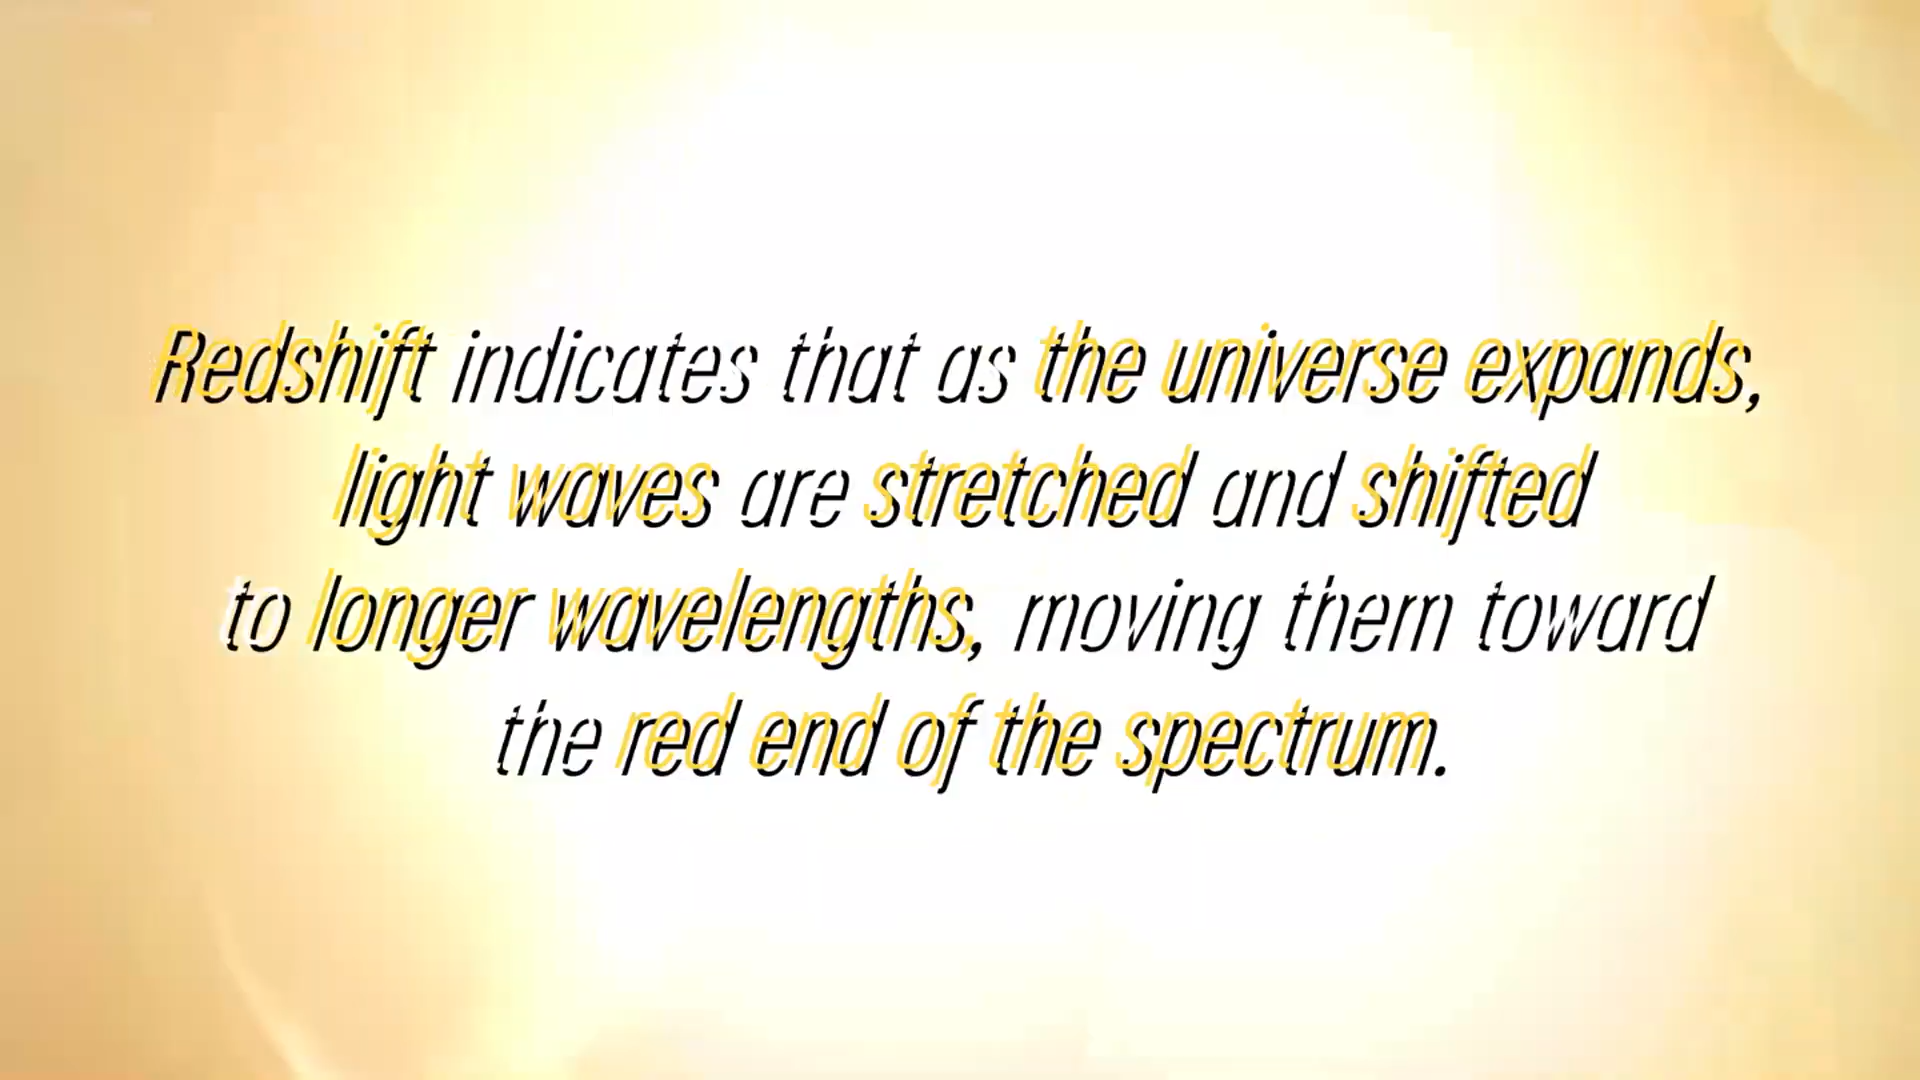 Redshift indicates that as the universe expands,
light waves are stretched and shifted
to longer wavelengths, moving them toward
the red end of the spectrum.